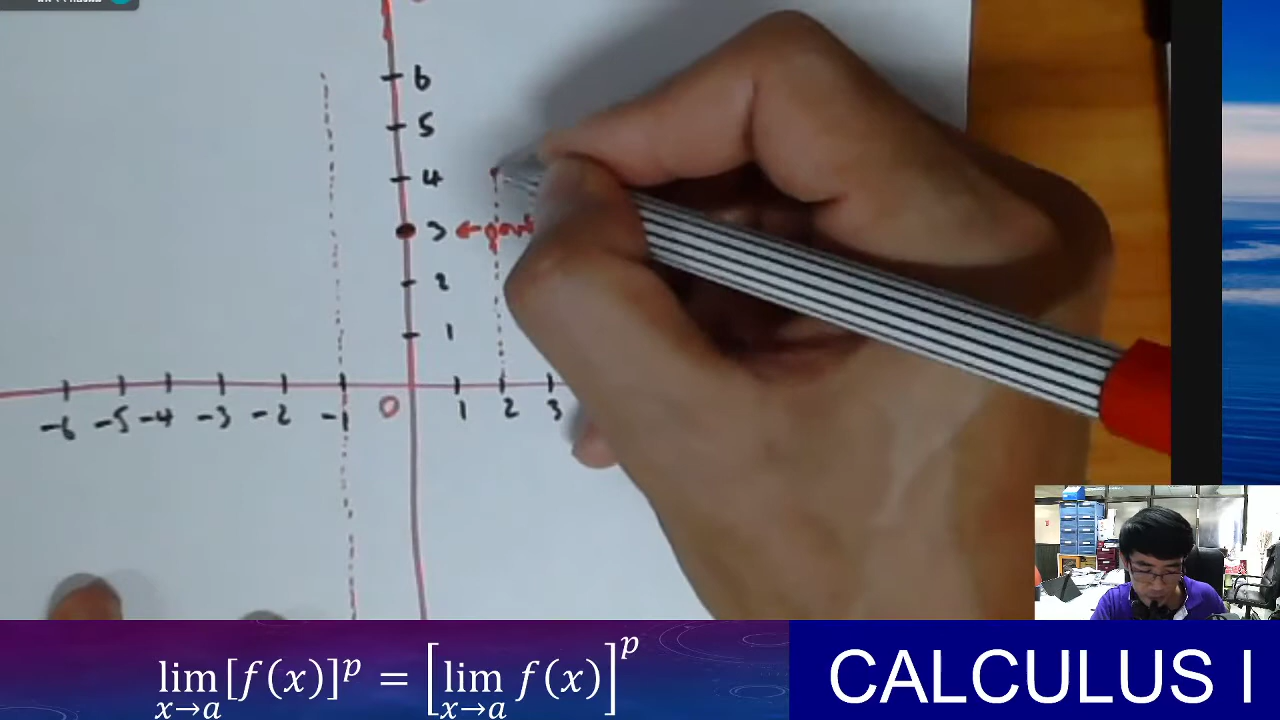 6
5
4
3 ←
2
1
-6 -5 -4 -3 -2 -1 0 1 2 3
lim x→a [f(x)]^p = [lim x→a f(x)]^p
CALCULUS I